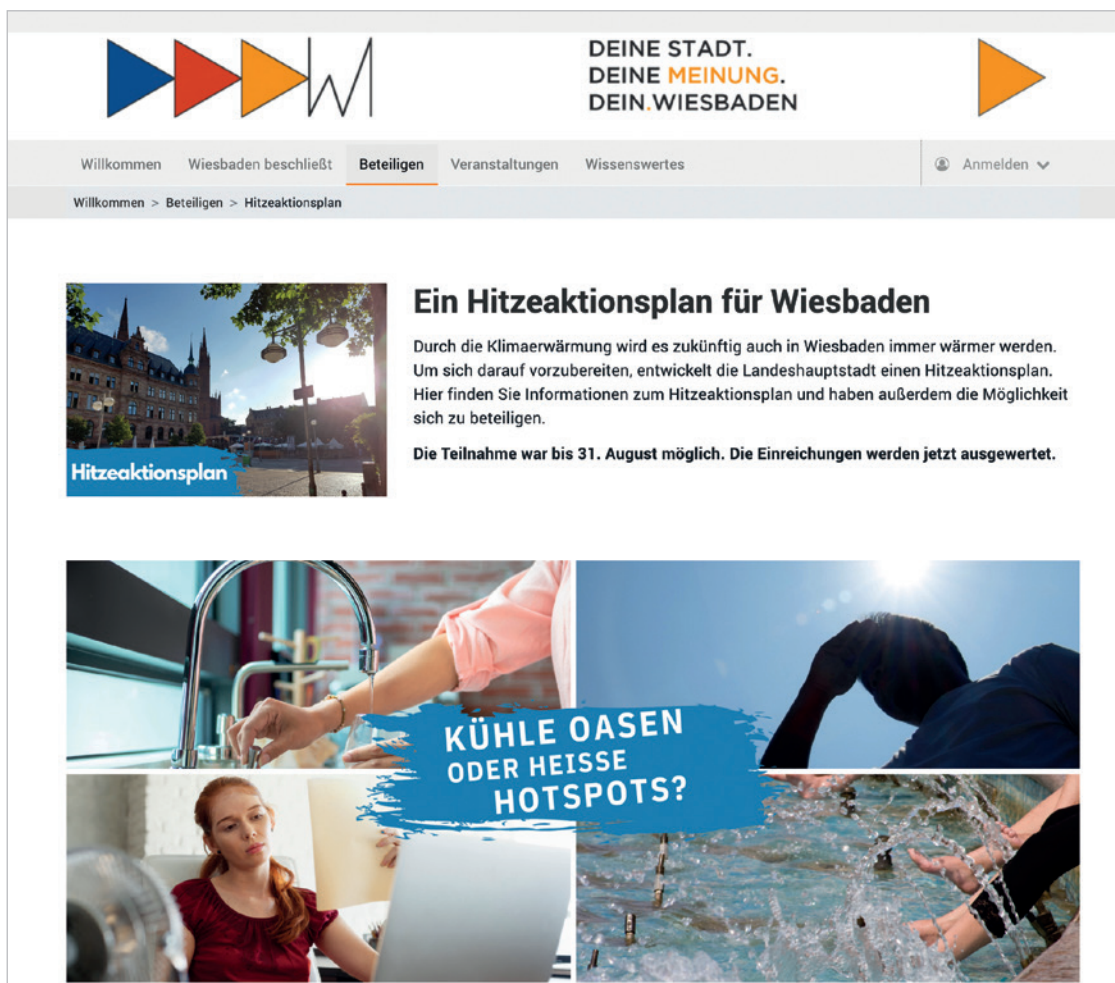 WI
DEINE STADT.
DEINE MEINUNG.
DEIN.WIESBADEN
Willkommen Wiesbaden beschließt Beteiligen Veranstaltungen Wissenswertes Anmelden
Willkommen > Beteiligen > Hitzeaktionsplan
Hitzeaktionsplan
Ein Hitzeaktionsplan für Wiesbaden
Durch die Klimaerwärmung wird es zukünftig auch in Wiesbaden immer wärmer werden.
Um sich darauf vorzubereiten, entwickelt die Landeshauptstadt einen Hitzeaktionsplan.
Hier finden Sie Informationen zum Hitzeaktionsplan und haben außerdem die Möglichkeit
sich zu beteiligen.
Die Teilnahme war bis 31. August möglich. Die Einreichungen werden jetzt ausgewertet.
KÜHLE OASEN
ODER HEISSE
HOTSPOTS?